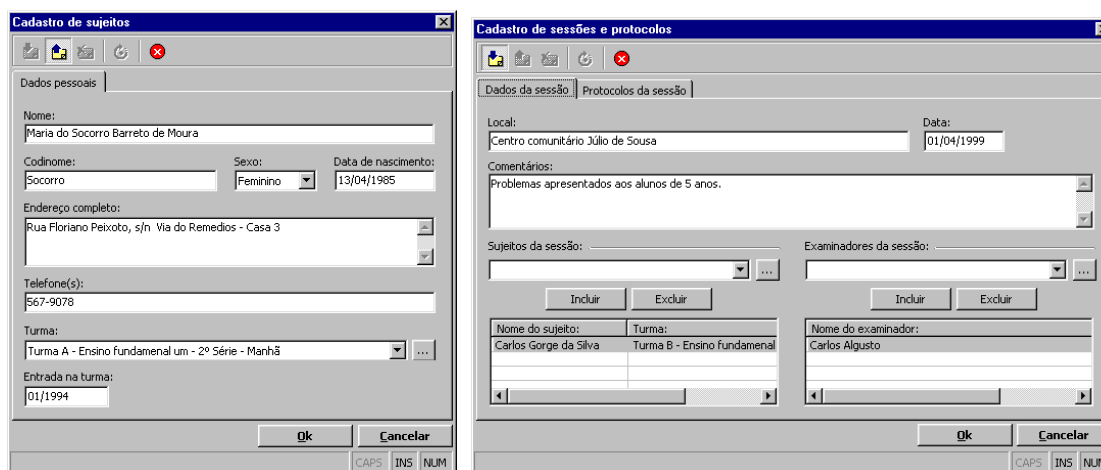 Cadastro de sujeitos
Dados pessoais
Nome:
Maria do Socorro Barreto de Moura
Codinome: Sexo: Data de nascimento:
Socorro Feminino 13/04/1985
Endereço completo:
Rua Floriano Peixoto, s/n Via do Remedios - Casa 3
Telefone(s):
567-9078
Turma:
Turma A - Ensino fundamenal um - 2º Série - Manhã ...
Entrada na turma:
01/1994
Ok Cancelar
CAPS INS NUM
Cadastro de sessões e protocolos
Dados da sessão Protocolos da sessão
Local: Data:
Centro comunitário Júlio de Sousa 01/04/1999
Comentários:
Problemas apresentados aos alunos de 5 anos.
Sujeitos da sessão: Examinadores da sessão:
... ...
Incluir Excluir Incluir Excluir
Nome do sujeito: Turma: Nome do examinador:
Carlos Gorge da Silva Turma B - Ensino fundamenal Carlos Algusto
Ok Cancelar
CAPS INS NUM